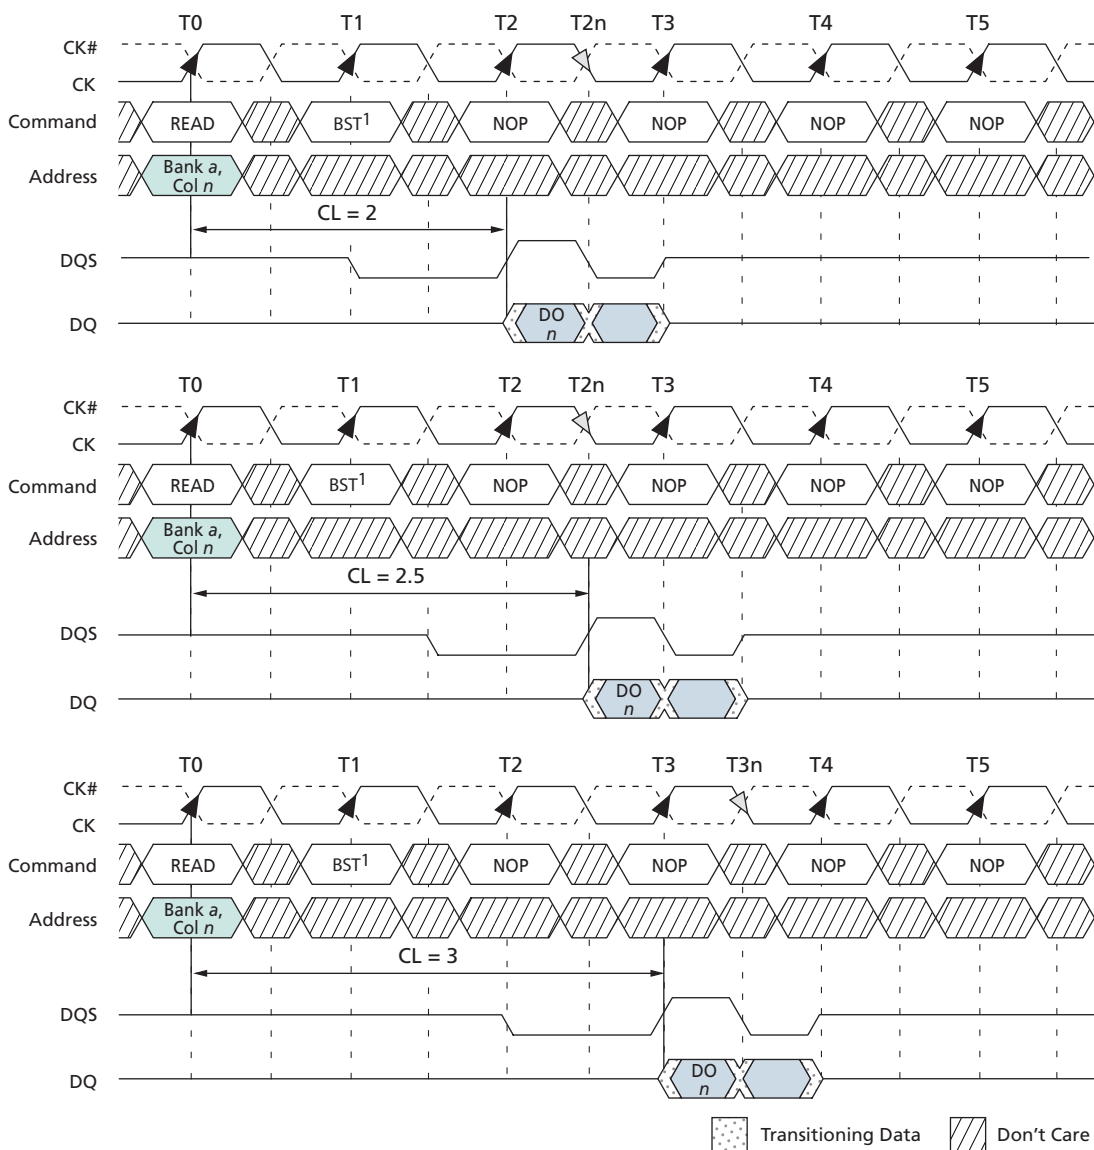 T0 T1 T2 T2n T3 T4 T5
CK#
CK
Command READ BST1 NOP NOP NOP NOP
Address Bank a,
Col n
CL = 2
DQS
DQ DO
n
T0 T1 T2 T2n T3 T4 T5
CK#
CK
Command READ BST1 NOP NOP NOP NOP
Address Bank a,
Col n
CL = 2.5
DQS
DQ DO
n
T0 T1 T2 T3 T3n T4 T5
CK#
CK
Command READ BST1 NOP NOP NOP NOP
Address Bank a,
Col n
CL = 3
DQS
DQ DO
n
Transitioning Data Don't Care